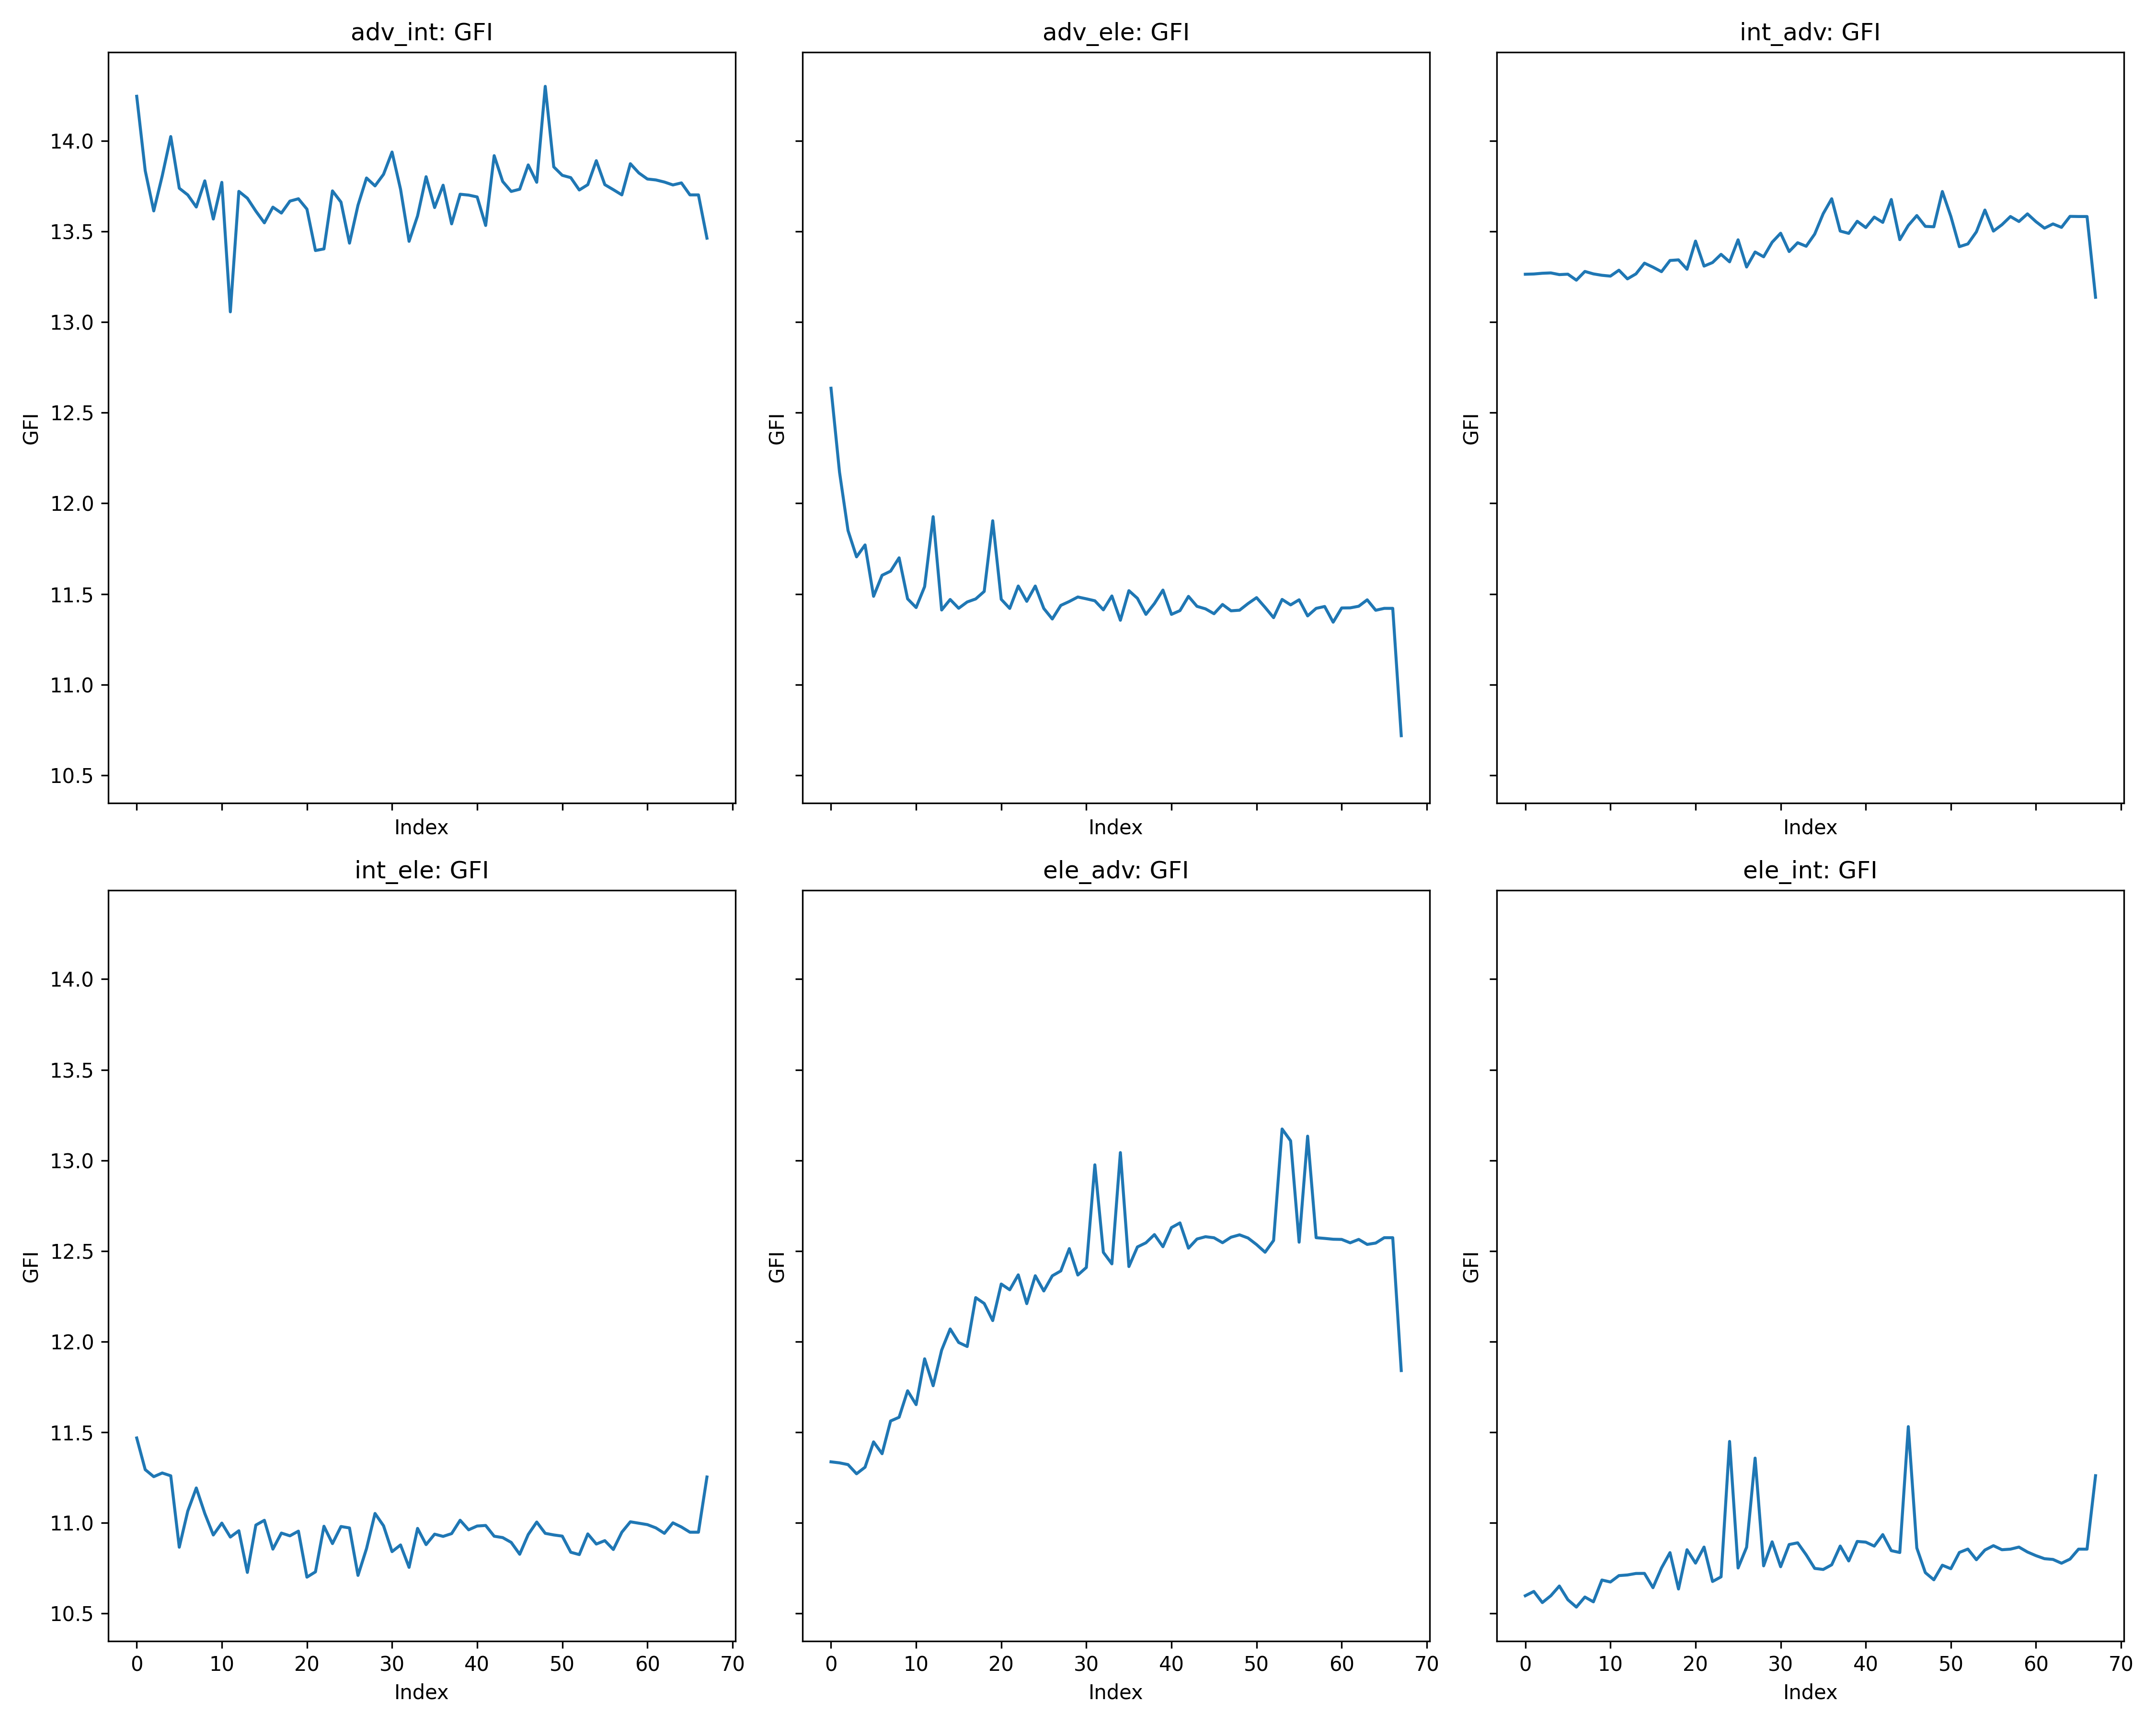 adv_int: GFI
adv_ele: GFI
int_adv: GFI
14.0
13.5
13.0
12.5
12.0
11.5
11.0
10.5
GFI
GFI
GFI
Index
Index
Index
int_ele: GFI
ele_adv: GFI
ele_int: GFI
14.0
13.5
13.0
12.5
12.0
11.5
11.0
10.5
GFI
GFI
GFI
0 10 20 30 40 50 60 70
0 10 20 30 40 50 60 70
0 10 20 30 40 50 60 70
Index
Index
Index